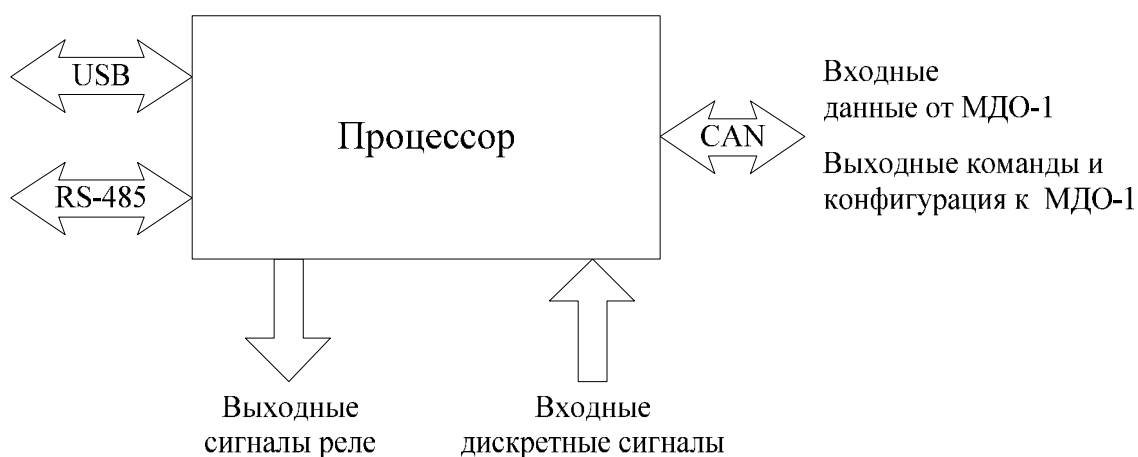 USB
RS-485
Процессор
CAN
Входные
данные от МДО-1
Выходные команды и
конфигурация к МДО-1
Выходные
сигналы реле
Входные
дискретные сигналы